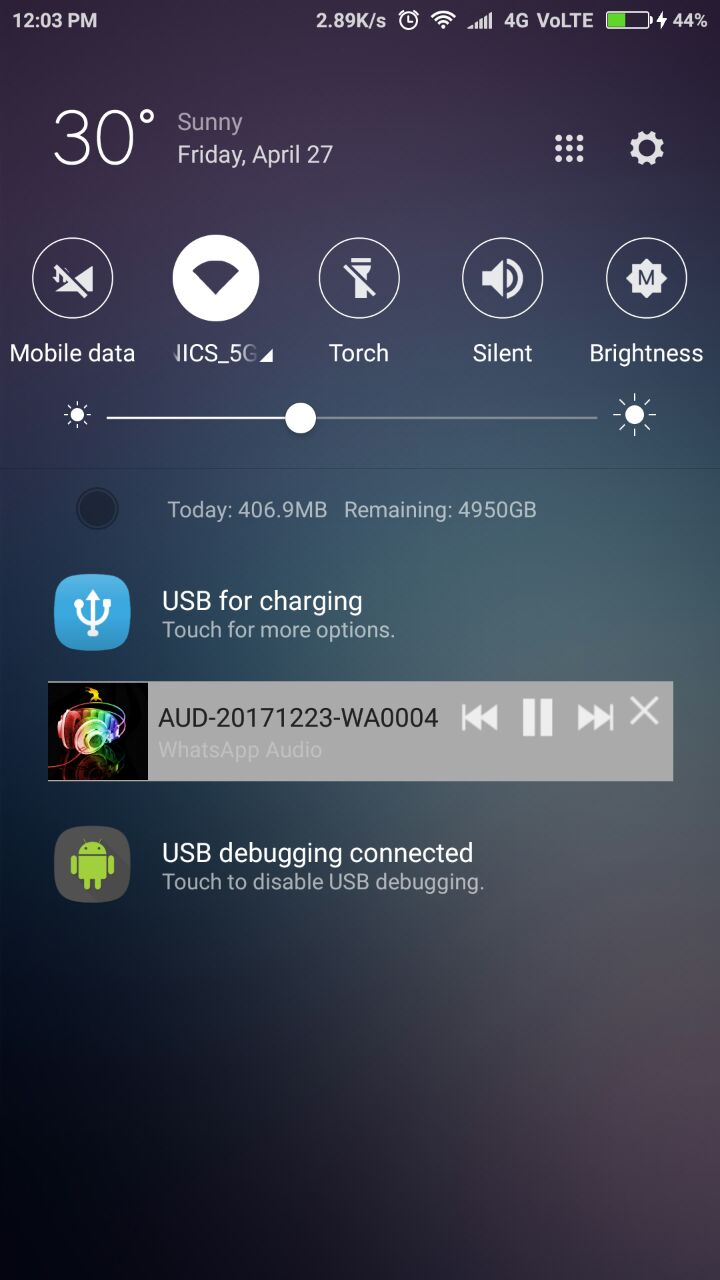 12:03 PM 2.89K/s 4G VoLTE 44%
30° Sunny
Friday, April 27
M
Mobile data NICS_5G Torch Silent Brightness
Today: 406.9MB Remaining: 4950GB
USB for charging
Touch for more options.
AUD-20171223-WA0004
WhatsApp Audio
USB debugging connected
Touch to disable USB debugging.